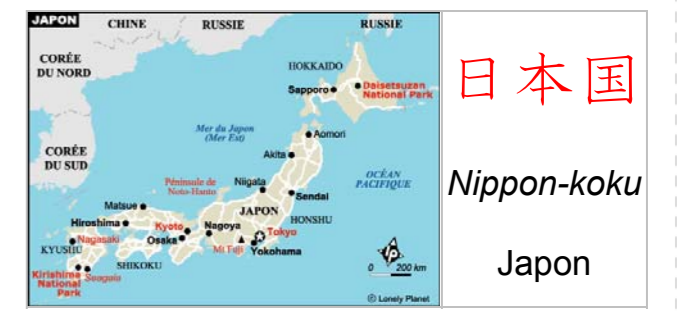 JAPON
CHINE
RUSSIE
RUSSIE
CORÉE
DU NORD
HOKKAIDO
Sapporo
Daisetsuzan
National Park
Mer du Japon
(Mer Est)
Aomori
CORÉE
DU SUD
Akita
OCÉAN
PACIFIQUE
Péninsule de
Noto-Hanto
Niigata
Sendai
Matsue
JAPON
HONSHU
Hiroshima
Kyoto
Nagoya
Tokyo
Nagasaki
Osaka
Mt Fuji
Yokohama
KYUSHU
SHIKOKU
Kirishima
National
Park
Seagaia
0 200 km
© Lonely Planet
日本国
Nippon-koku
Japon